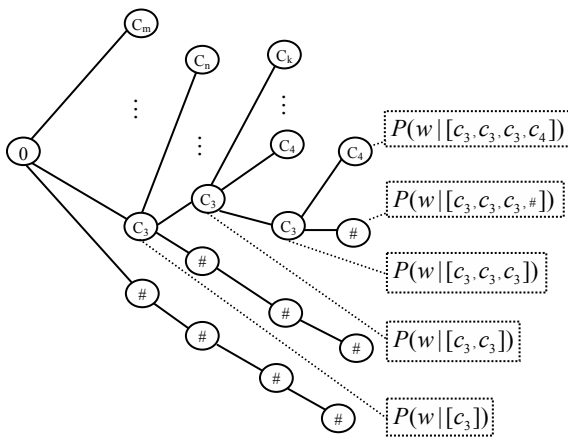 C_m
C_n
C_k
⋮
⋮
⋮
C_4
C_4
P(w | [c_3, c_3, c_3, c_4])
0
C_3
C_3
C_3
#
P(w | [c_3, c_3, c_3, #])
#
P(w | [c_3, c_3, c_3])
#
#
#
#
P(w | [c_3, c_3])
#
#
P(w | [c_3])